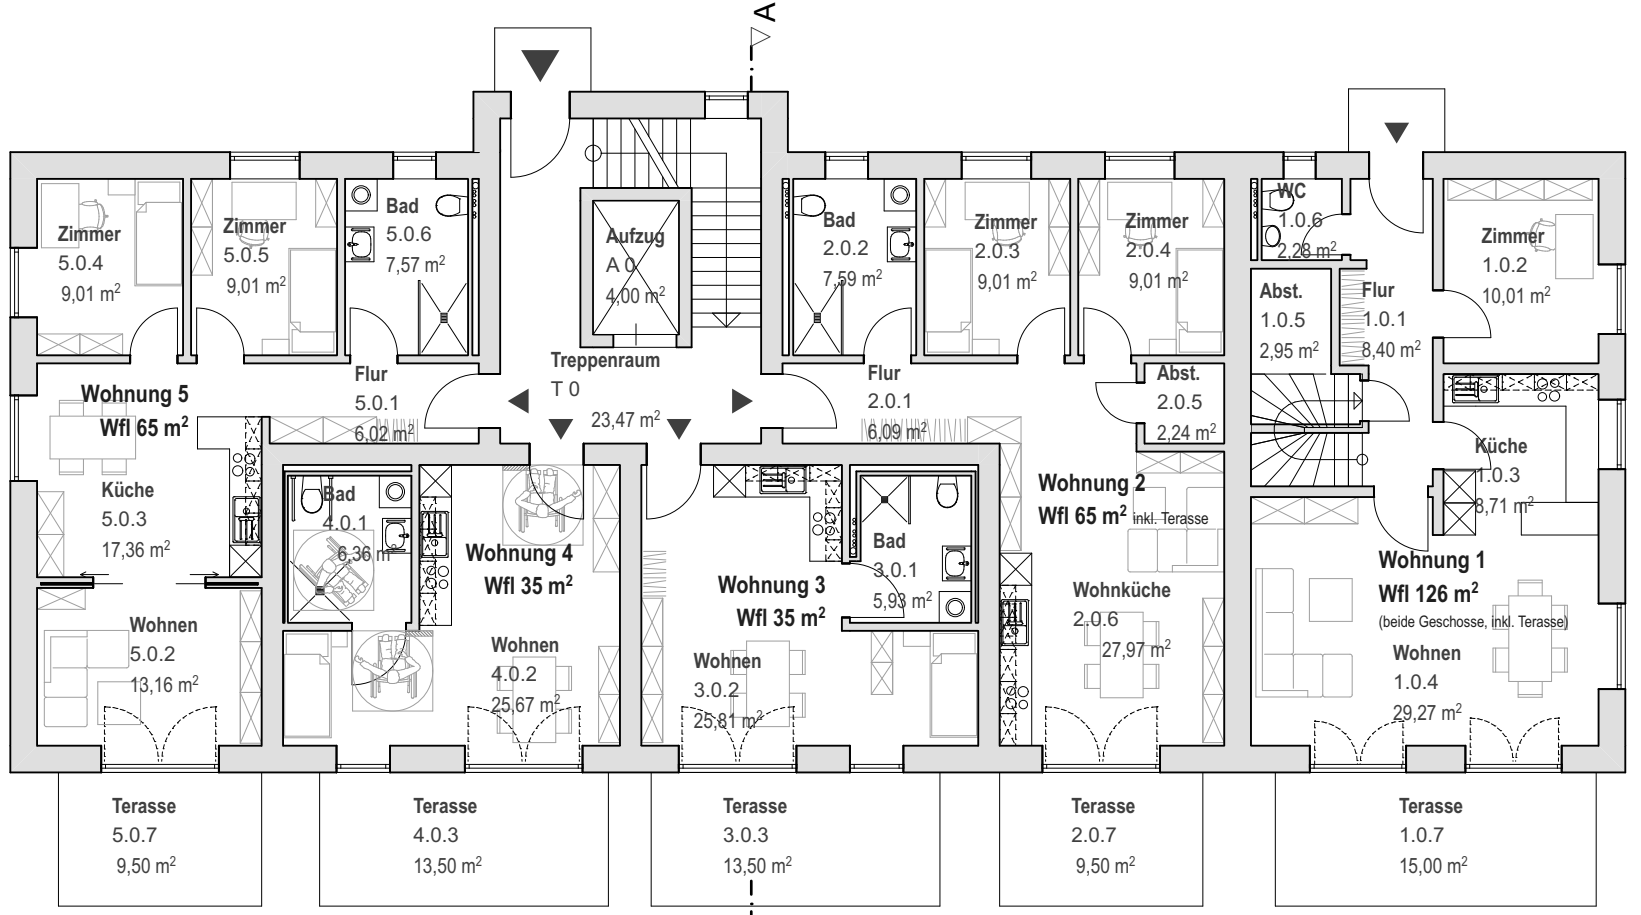 A
Zimmer
5.0.4
9,01 m²
Zimmer
5.0.5
9,01 m²
Bad
5.0.6
7,57 m²
Aufzug
A 0
4,00 m²
Bad
2.0.2
7,59 m²
Zimmer
2.0.3
9,01 m²
Zimmer
2.0.4
9,01 m²
WC
1.0.6
2,28 m²
Zimmer
1.0.2
10,01 m²
Abst.
1.0.5
2,95 m²
Flur
1.0.1
8,40 m²
Wohnung 5
Wfl 65 m²
Flur
5.0.1
6,02 m²
Treppenraum
T 0
23,47 m²
Flur
2.0.1
6,09 m²
Abst.
2.0.5
2,24 m²
Küche
5.0.3
17,36 m²
Bad
4.0.1
6,36 m
Wohnung 4
Wfl 35 m²
Wohnung 3
Wfl 35 m²
Bad
3.0.1
5,93 m²
Wohnung 2
Wfl 65 m² inkl. Terasse
Küche
1.0.3
8,71 m²
Wohnung 1
Wfl 126 m²
(beide Geschosse, inkl. Terasse)
Wohnen
5.0.2
13,16 m²
Wohnen
4.0.2
25,67 m²
Wohnen
3.0.2
25,81 m²
Wohnküche
2.0.6
27,97 m²
Wohnen
1.0.4
29,27 m²
Terasse
5.0.7
9,50 m²
Terasse
4.0.3
13,50 m²
Terasse
3.0.3
13,50 m²
Terasse
2.0.7
9,50 m²
Terasse
1.0.7
15,00 m²